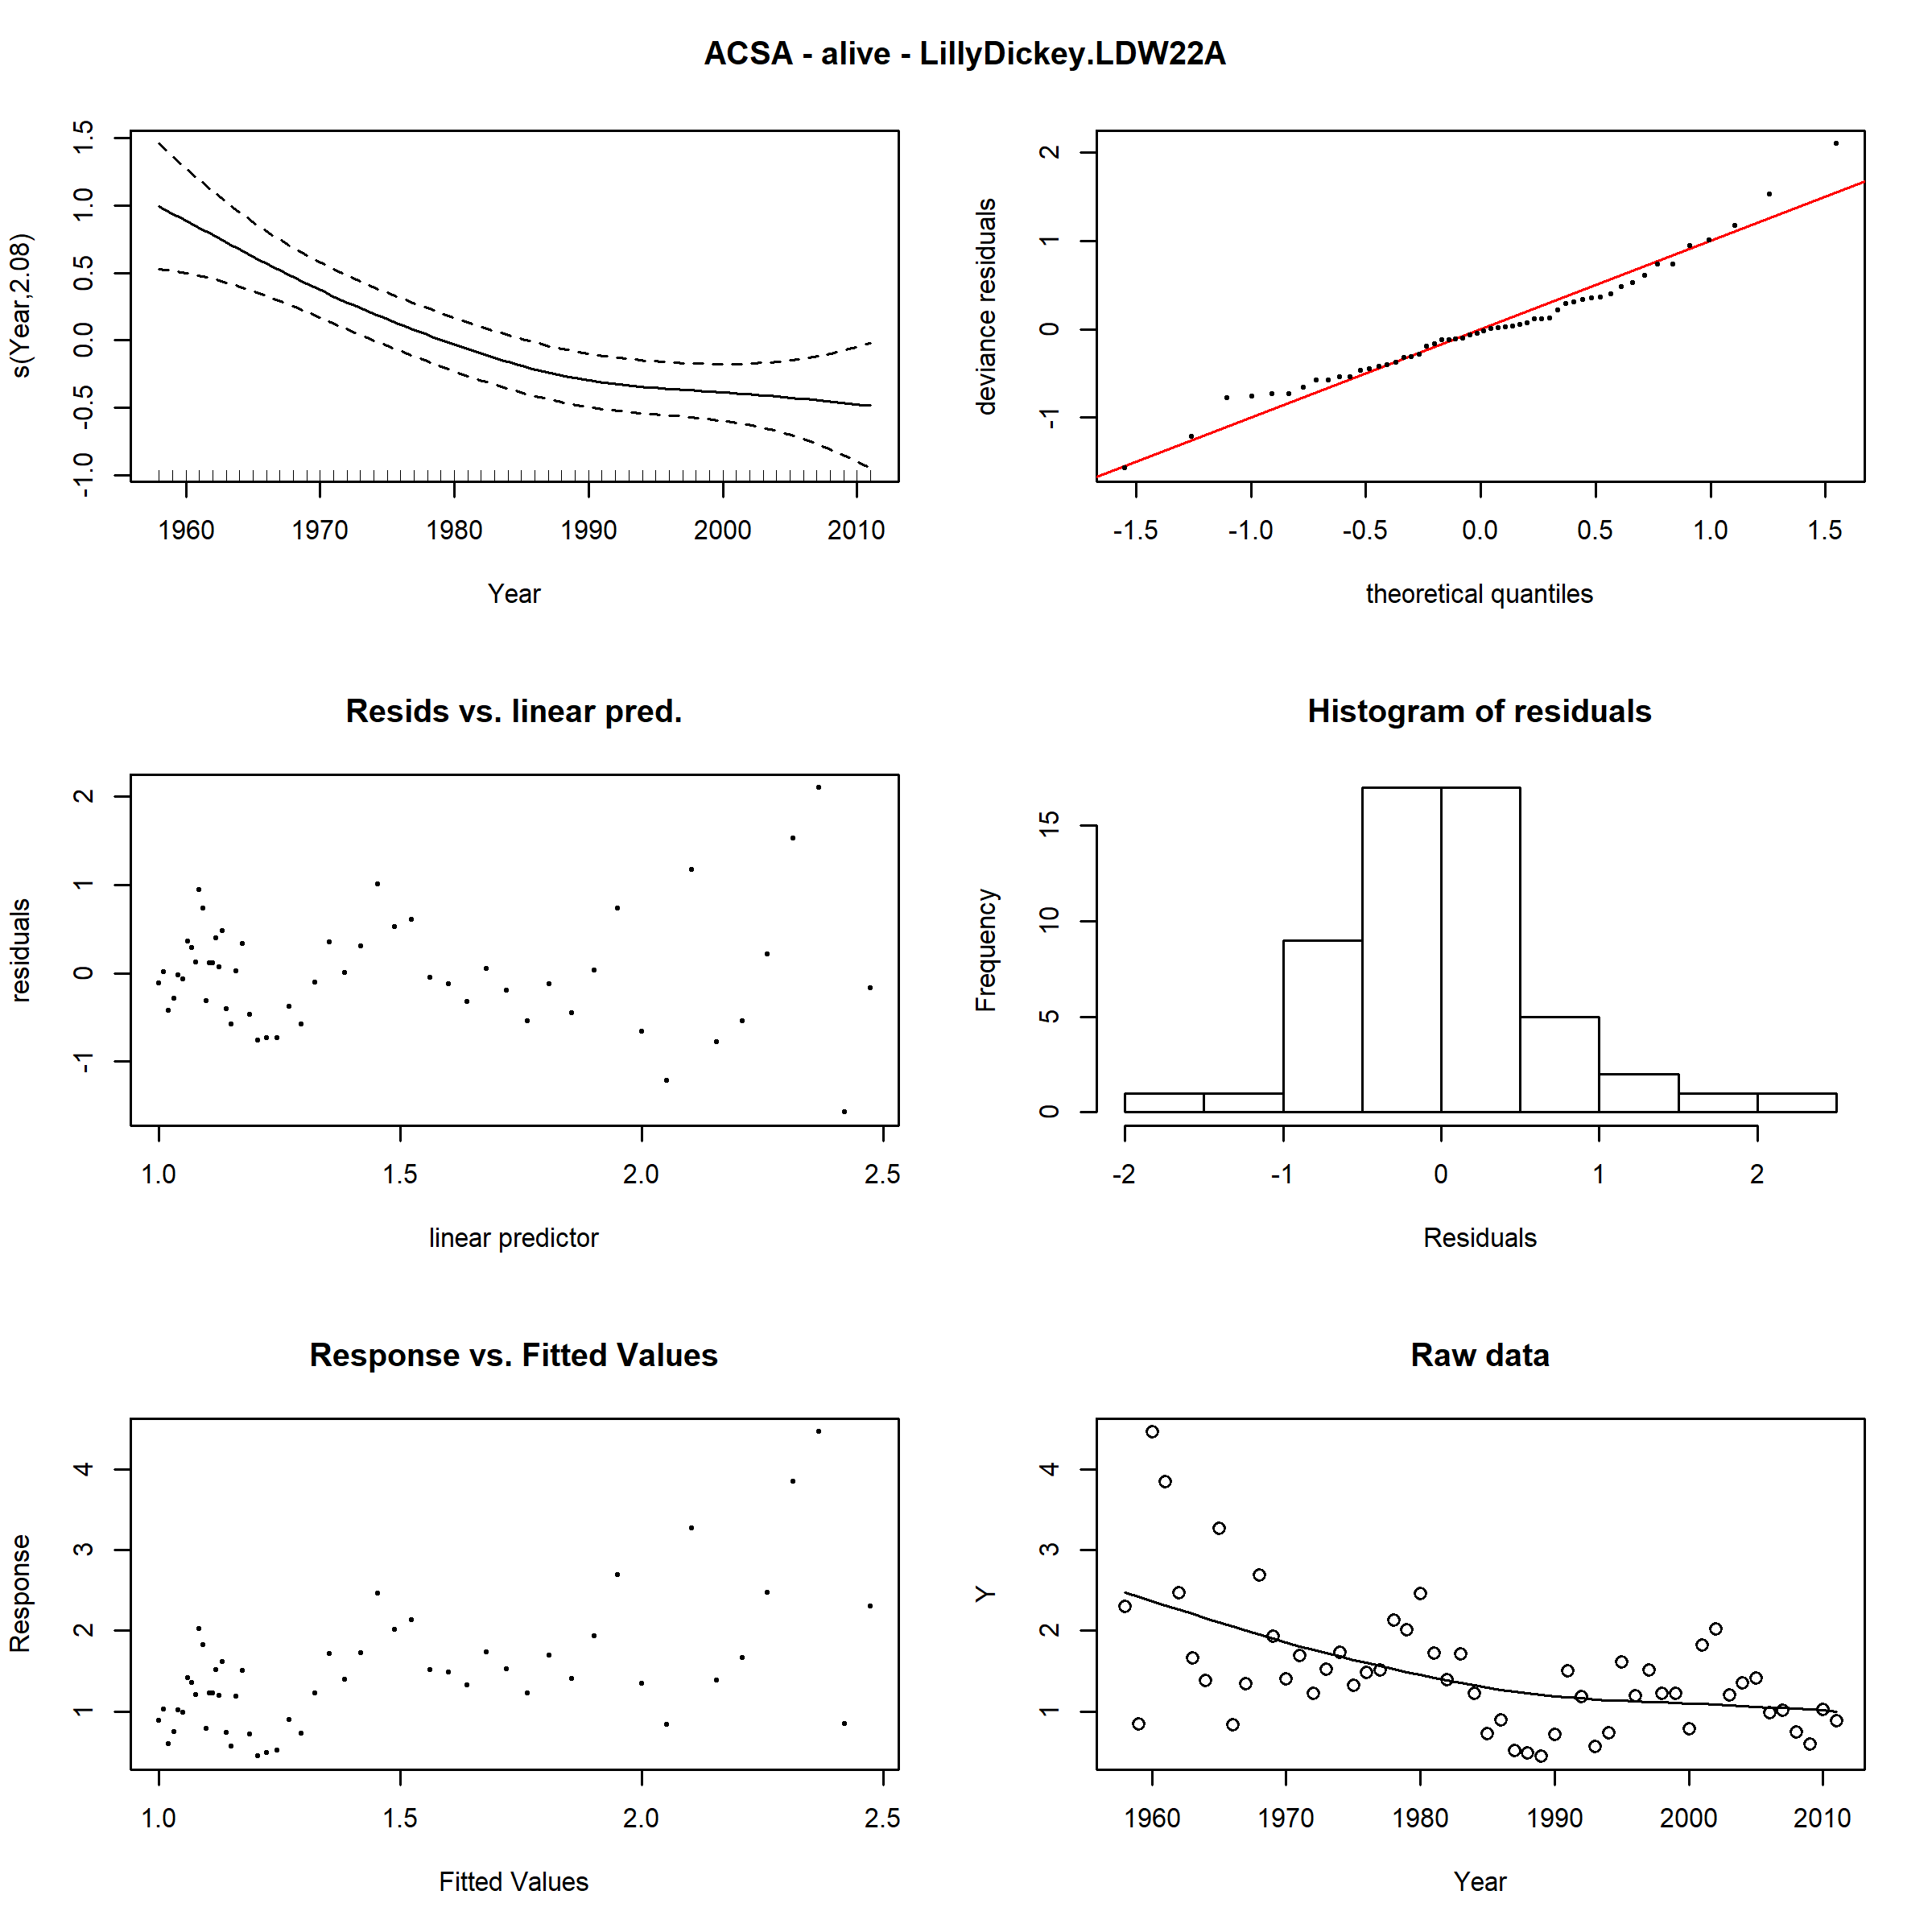 ACSA - alive - LillyDickey.LDW22A
s(Year,2.08)
-1.0 -0.5 0.0 0.5 1.0 1.5
1960 1970 1980 1990 2000 2010
Year
deviance residuals
-1 0 1 2
-1.5 -1.0 -0.5 0.0 0.5 1.0 1.5
theoretical quantiles
Resids vs. linear pred.
residuals
-1 0 1 2
1.0 1.5 2.0 2.5
linear predictor
Histogram of residuals
Frequency
0 5 10 15
-2 -1 0 1 2
Residuals
Response vs. Fitted Values
Response
1 2 3 4
1.0 1.5 2.0 2.5
Fitted Values
Raw data
Y
1 2 3 4
1960 1970 1980 1990 2000 2010
Year